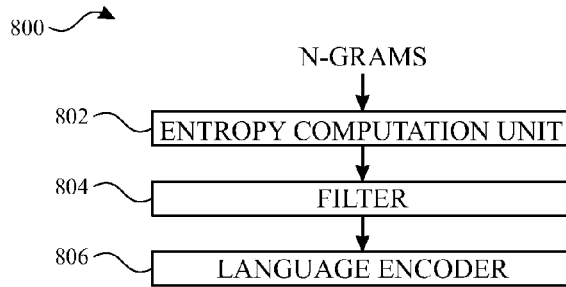 800
N-GRAMS
802
ENTROPY COMPUTATION UNIT
804
FILTER
806
LANGUAGE ENCODER